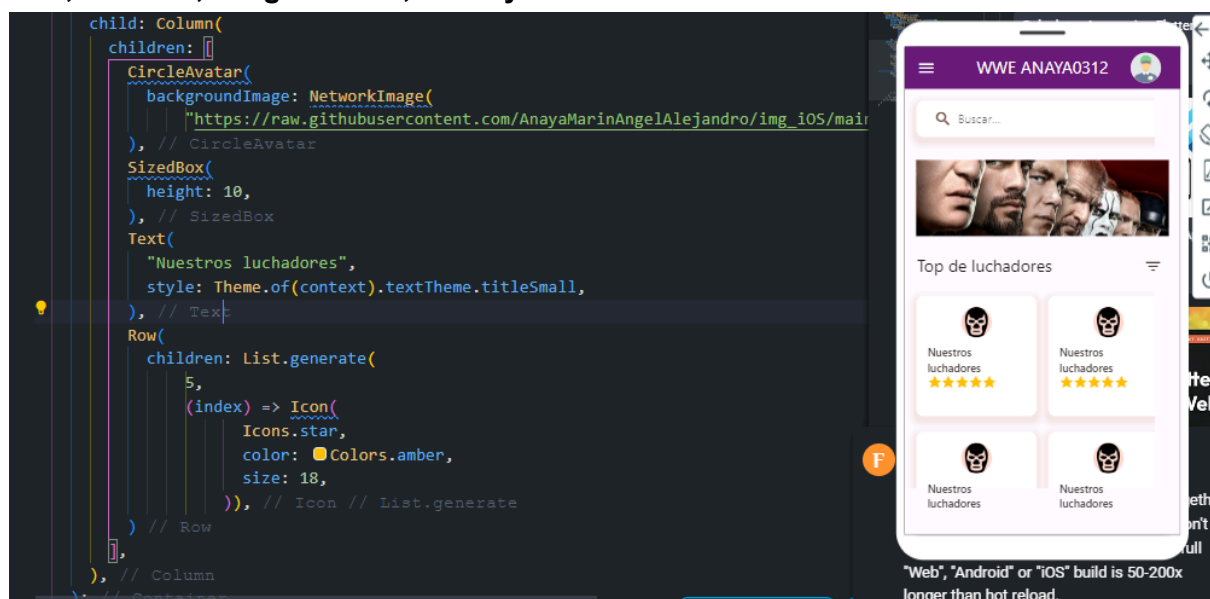 child: Column(
children: [
CircleAvatar(
backgroundImage: NetworkImage(
"https://raw.githubusercontent.com/AnayaMarinAngelAlejandro/img_iOS/main
), // CircleAvatar
SizedBox(
height: 10,
), // SizedBox
Text(
"Nuestros luchadores",
style: Theme.of(context).textTheme.titleSmall,
), // Text
Row(
children: List.generate(
5,
(index) => Icon(
Icons.star,
color: Colors.amber,
size: 18,
)), // Icon // List.generate
) // Row
],
), // Column
); // Container
WWE ANAYA0312
Buscar...
Top de luchadores
Nuestros
luchadores
Nuestros
luchadores
Nuestros
luchadores
Nuestros
luchadores
F
"Web", "Android" or "iOS" build is 50-200x
longer than hot reload.